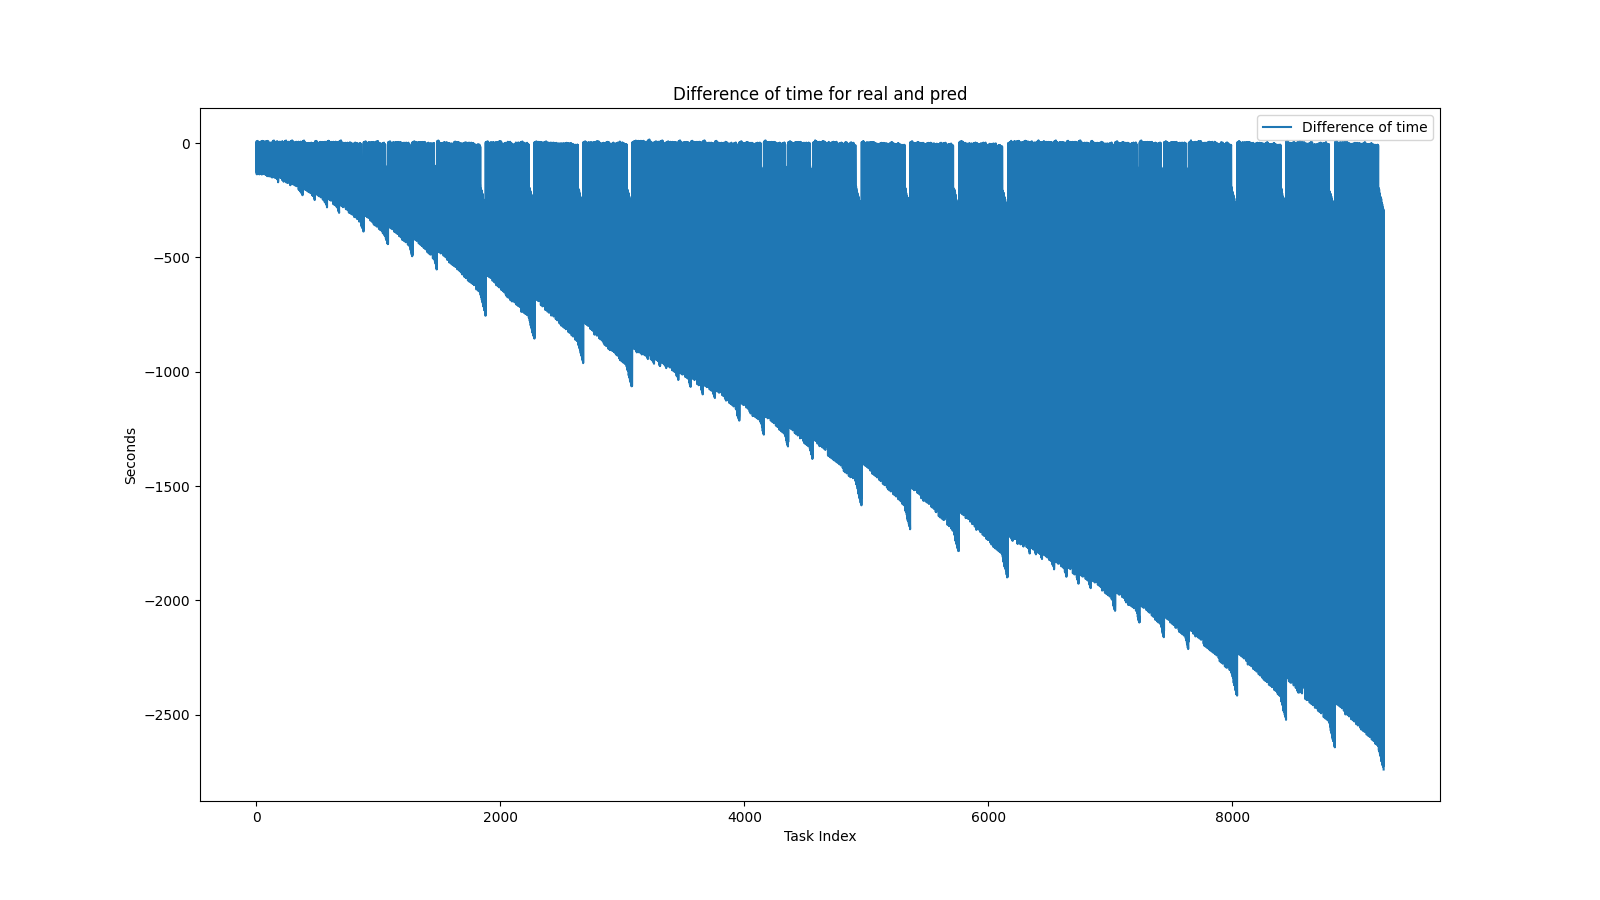 Difference of time for real and pred
Difference of time
0
−500
−1000
−1500
−2000
−2500
Seconds
0
2000
4000
6000
8000
Task Index